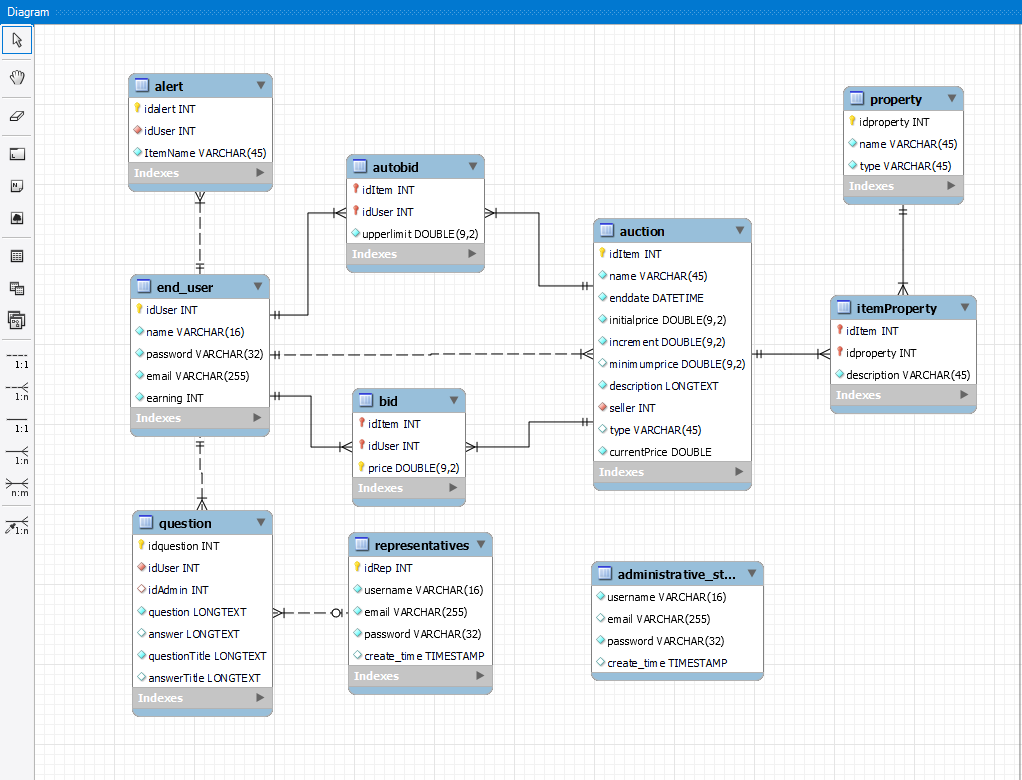 Diagram
1:1
1:n
1:1
1:n
n:m
1:n
alert
idalert INT
idUser INT
ItemName VARCHAR(45)
Indexes
autobid
idItem INT
idUser INT
upperlimit DOUBLE(9,2)
Indexes
property
idproperty INT
name VARCHAR(45)
type VARCHAR(45)
Indexes
end_user
idUser INT
name VARCHAR(16)
password VARCHAR(32)
email VARCHAR(255)
earning INT
Indexes
auction
idItem INT
name VARCHAR(45)
enddate DATETIME
initialprice DOUBLE(9,2)
increment DOUBLE(9,2)
minimumprice DOUBLE(9,2)
description LONGTEXT
seller INT
type VARCHAR(45)
currentPrice DOUBLE
Indexes
itemProperty
idItem INT
idproperty INT
description VARCHAR(45)
Indexes
bid
idItem INT
idUser INT
price DOUBLE(9,2)
Indexes
question
idquestion INT
idUser INT
idAdmin INT
question LONGTEXT
answer LONGTEXT
questionTitle LONGTEXT
answerTitle LONGTEXT
Indexes
representatives
idRep INT
username VARCHAR(16)
email VARCHAR(255)
password VARCHAR(32)
create_time TIMESTAMP
Indexes
administrative_st...
username VARCHAR(16)
email VARCHAR(255)
password VARCHAR(32)
create_time TIMESTAMP